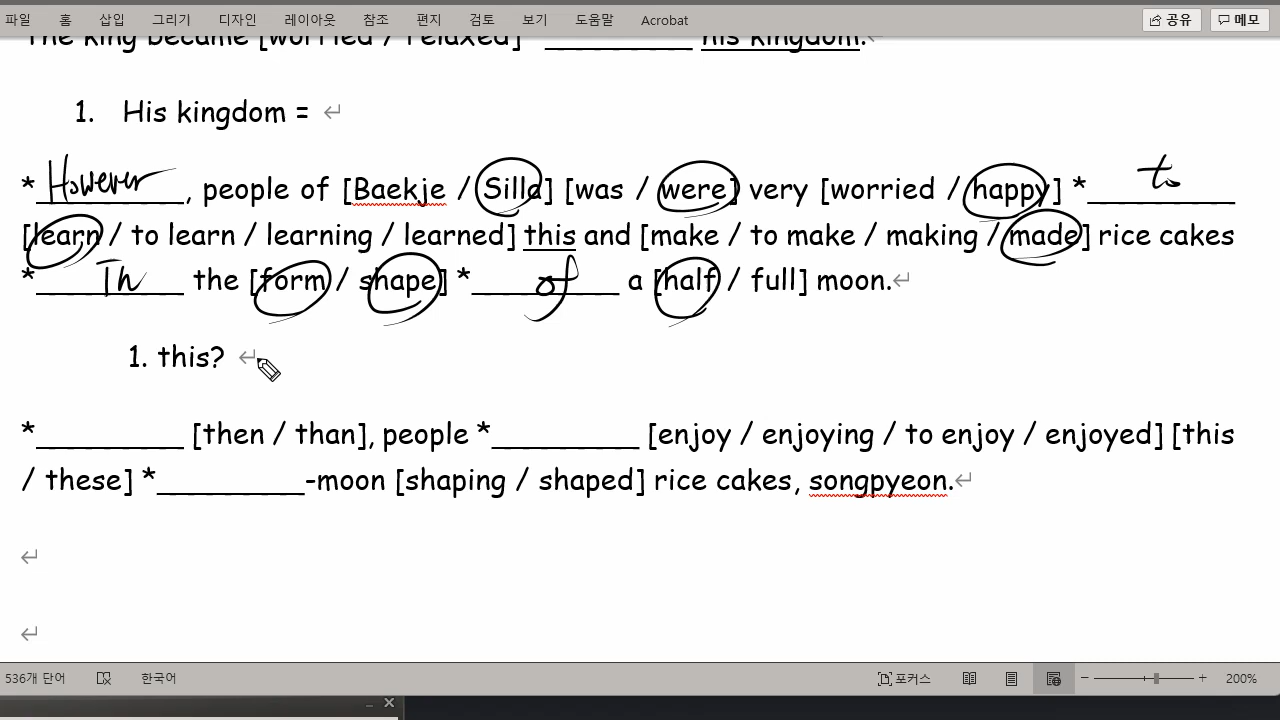 파일 홈 삽입 그리기 디자인 레이아웃 참조 편지 검토 보기 도움말 Acrobat 공유 메모
The king became [worried / relaxed] __________ his kingdom.
1. His kingdom =
*However, people of [Baekje / Silla] [was / were] very [worried / happy] *to
[learn / to learn / learning / learned] this and [make / to make / making / made] rice cakes
* the [form / shape] *of a [half / full] moon.
1. this?
*__________ [then / than], people *__________ [enjoy / enjoying / to enjoy / enjoyed] [this
/ these] *__________-moon [shaping / shaped] rice cakes, songpyeon.
536개 단어 한국어 포커스 200%